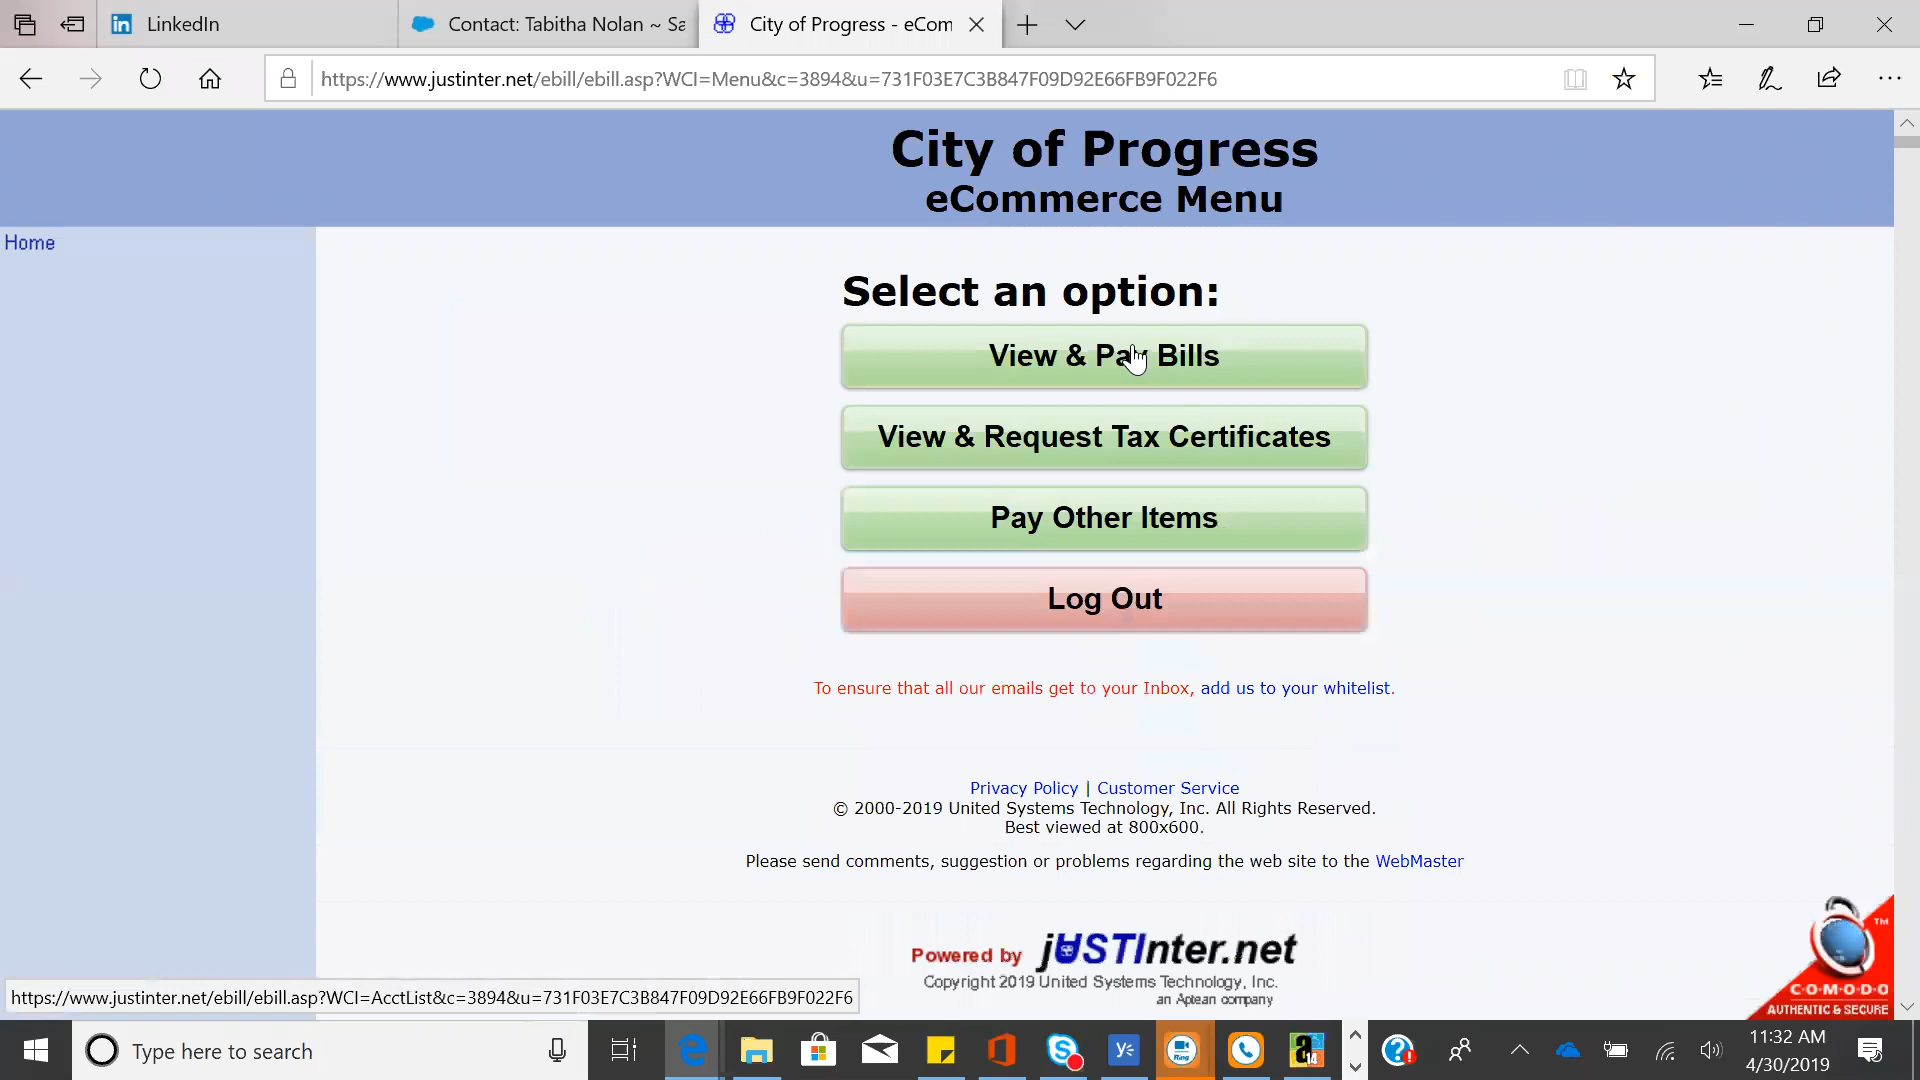 LinkedIn
Contact: Tabitha Nolan ~ Sa
City of Progress - eCom
https://www.justinter.net/ebill/ebill.asp?WCI=Menu&c=3894&u=731F03E7C3B847F09D92E66FB9F022F6
City of Progress
eCommerce Menu
Home
Select an option:
View & Pay Bills
View & Request Tax Certificates
Pay Other Items
Log Out
To ensure that all our emails get to your Inbox, add us to your whitelist.
Privacy Policy | Customer Service
© 2000-2019 United Systems Technology, Inc. All Rights Reserved.
Best viewed at 800x600.
Please send comments, suggestion or problems regarding the web site to the WebMaster
Powered by jUSTInter.net
Copyright 2019 United Systems Technology, Inc.
an Aptean company
TM
C·O·M·O·D·O
AUTHENTIC & SECURE
https://www.justinter.net/ebill/ebill.asp?WCI=AcctList&c=3894&u=731F03E7C3B847F09D92E66FB9F022F6
Type here to search
Ring
11:32 AM
4/30/2019